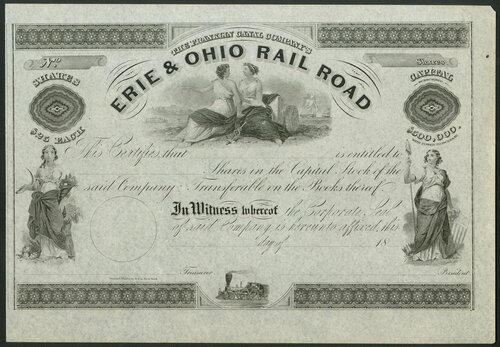 THE FRANKLIN CANAL COMPANY'S
ERIE & OHIO RAIL ROAD
No.
Shares
SHARES
$25 EACH
CAPITAL
$500,000.
This Certifies that is entitled to
Shares in the Capital Stock of the
said Company Transferable on the Books thereof
In Witness whereof the Corporate Seal
of said Company is hereunto affixed, this
day of 18
Treasurer
President